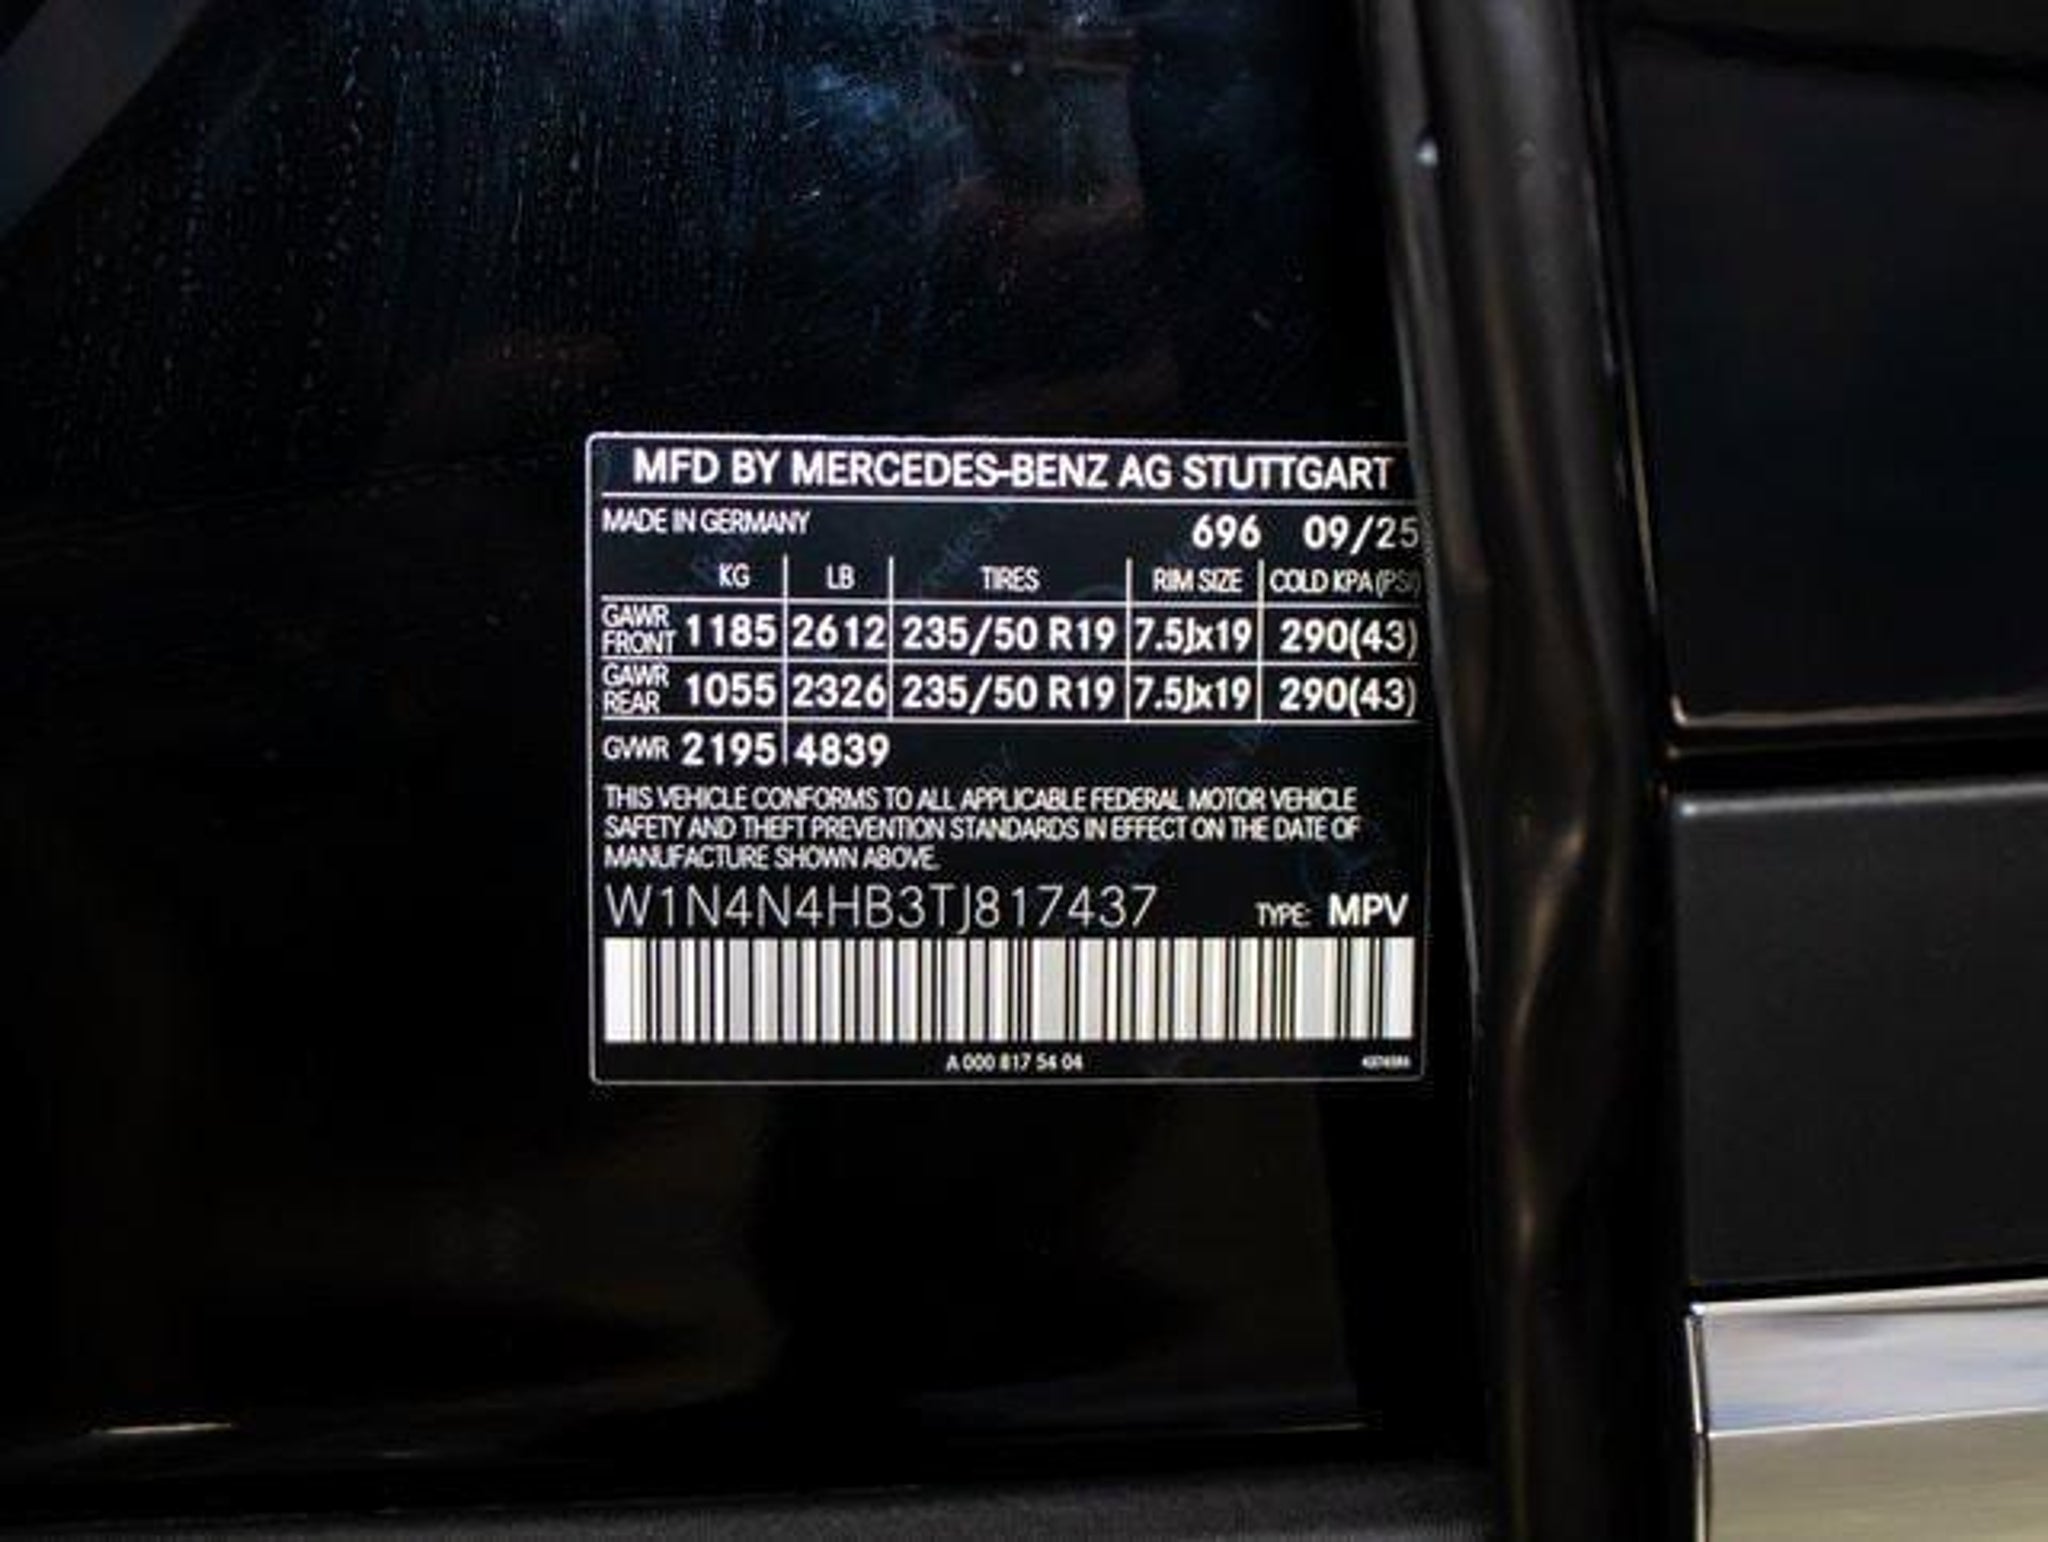 MFD BY MERCEDES-BENZ AG STUTTGART
MADE IN GERMANY 696 09/25
KG LB TIRES RIM SIZE COLD KPA (PSI)
GAWR FRONT 1185 2612 235/50 R19 7.5Jx19 290(43)
GAWR REAR 1055 2326 235/50 R19 7.5Jx19 290(43)
GVWR 2195 4839
THIS VEHICLE CONFORMS TO ALL APPLICABLE FEDERAL MOTOR VEHICLE
SAFETY AND THEFT PREVENTION STANDARDS IN EFFECT ON THE DATE OF
MANUFACTURE SHOWN ABOVE.
W1N4N4HB3TJ817437 TYPE: MPV
A 000 817 54 04